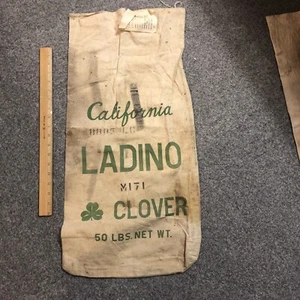 California
LADINO
M171
CLOVER
50 LBS. NET WT.